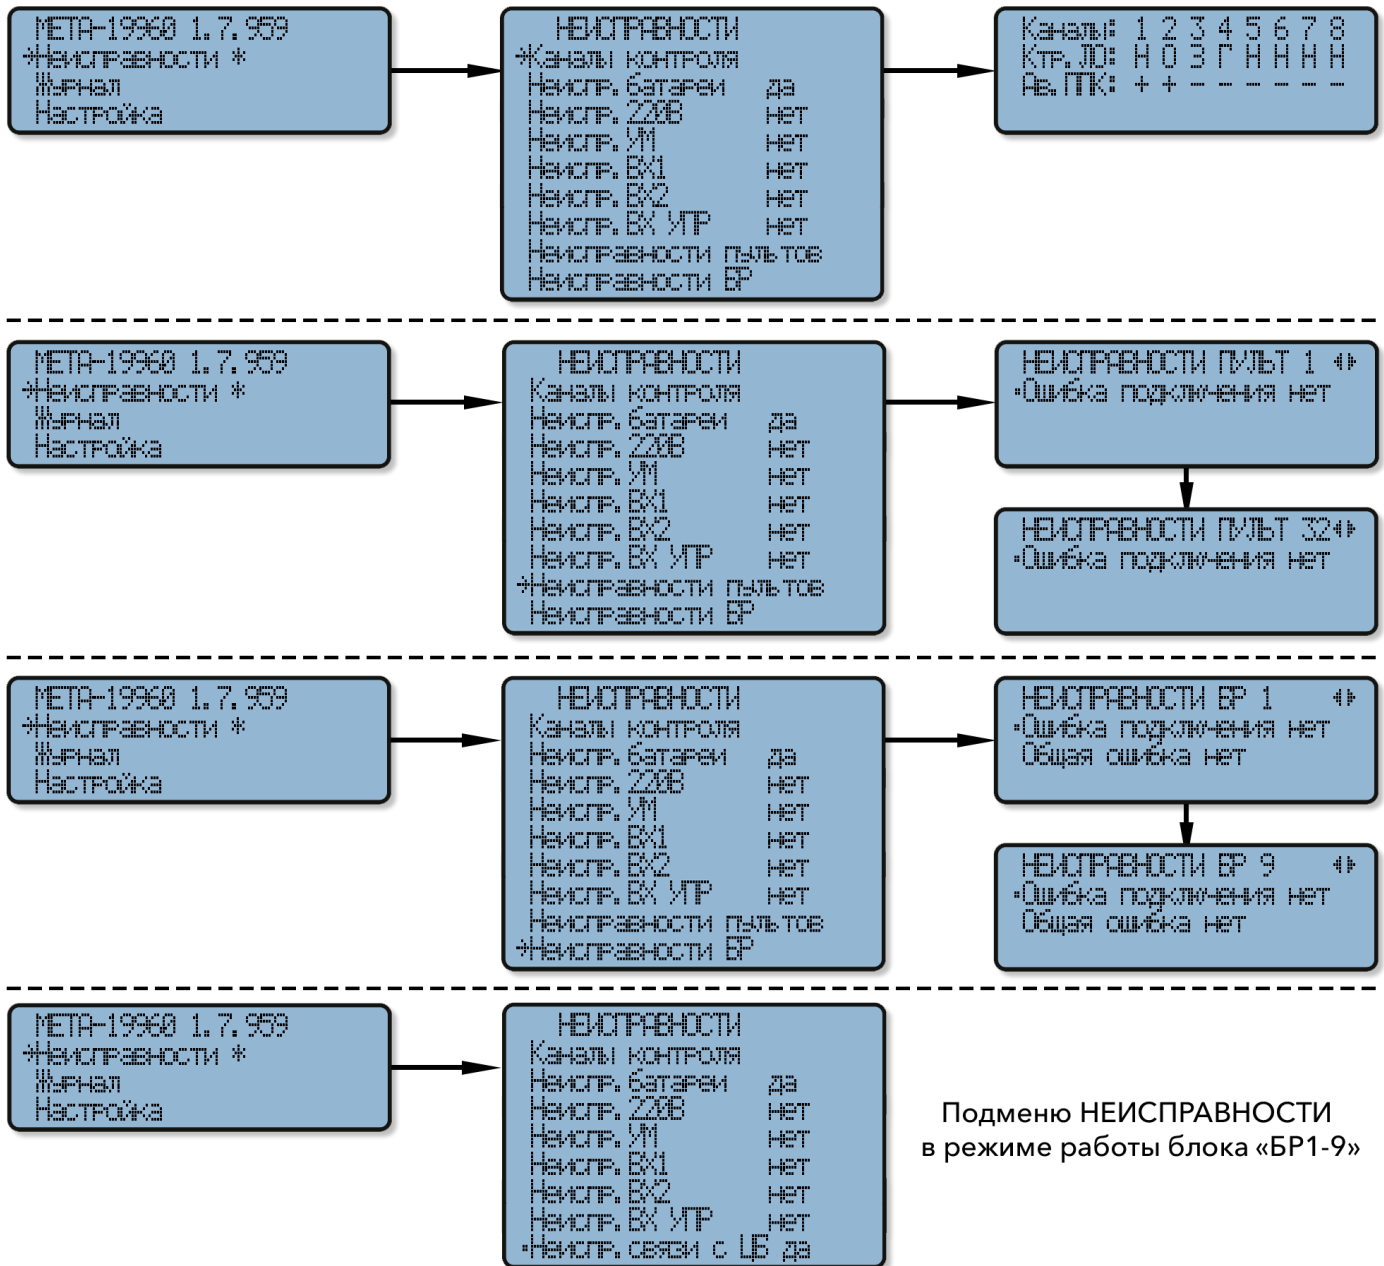 МЕТА-19960 1.7.959
Неисправности *
Журнал
Настройка
НЕИСПРАВНОСТИ
Каналы контроля
Неиспр. батареи да
Неиспр. 220В нет
Неиспр. УМ нет
Неиспр. ВХ1 нет
Неиспр. ВХ2 нет
Неиспр. ВХ УПР нет
Неисправности пультов
Неисправности БР
Каналы: 1 2 3 4 5 6 7 8
Ктр. ЛО: Н О З Г Н Н Н Н
Ав. ППК: + + - - - - - -
МЕТА-19960 1.7.959
Неисправности *
Журнал
Настройка
НЕИСПРАВНОСТИ
Каналы контроля
Неиспр. батареи да
Неиспр. 220В нет
Неиспр. УМ нет
Неиспр. ВХ1 нет
Неиспр. ВХ2 нет
Неиспр. ВХ УПР нет
Неисправности пультов
Неисправности БР
НЕИСПРАВНОСТИ ПУЛЬТ 1
Ошибка подключения нет
НЕИСПРАВНОСТИ ПУЛЬТ 32
Ошибка подключения нет
МЕТА-19960 1.7.959
Неисправности *
Журнал
Настройка
НЕИСПРАВНОСТИ
Каналы контроля
Неиспр. батареи да
Неиспр. 220В нет
Неиспр. УМ нет
Неиспр. ВХ1 нет
Неиспр. ВХ2 нет
Неиспр. ВХ УПР нет
Неисправности пультов
Неисправности БР
НЕИСПРАВНОСТИ БР 1
Ошибка подключения нет
Общая ошибка нет
НЕИСПРАВНОСТИ БР 9
Ошибка подключения нет
Общая ошибка нет
МЕТА-19960 1.7.959
Неисправности *
Журнал
Настройка
НЕИСПРАВНОСТИ
Каналы контроля
Неиспр. батареи да
Неиспр. 220В нет
Неиспр. УМ нет
Неиспр. ВХ1 нет
Неиспр. ВХ2 нет
Неиспр. ВХ УПР нет
Неиспр. связи с ЦБ да
Подменю НЕИСПРАВНОСТИ
в режиме работы блока «БР1-9»